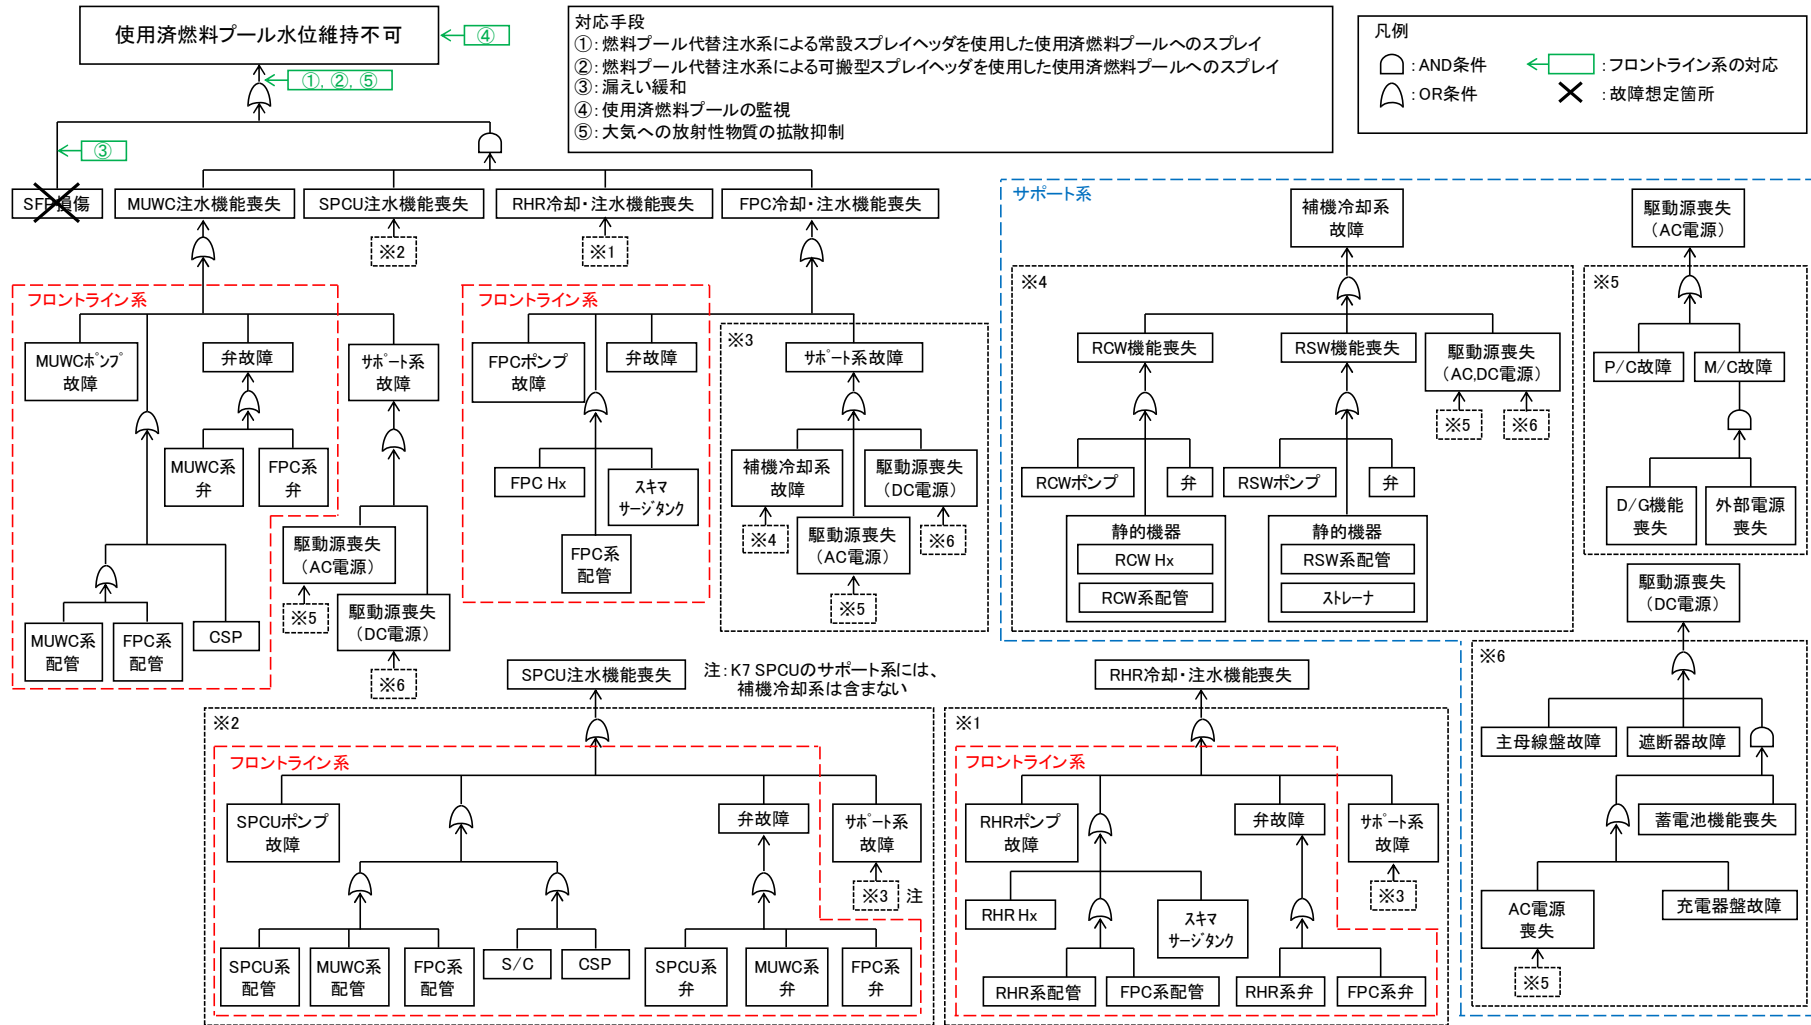 使用済燃料プール水位維持不可
④
①, ②, ⑤
③
対応手段
①：燃料プール代替注水系による常設スプレイヘッダを使用した使用済燃料プールへのスプレイ
②：燃料プール代替注水系による可搬型スプレイヘッダを使用した使用済燃料プールへのスプレイ
③：漏えい緩和
④：使用済燃料プールの監視
⑤：大気への放射性物質の拡散抑制
凡例
：AND条件
：フロントライン系の対応
：OR条件
：故障想定箇所
SFP損傷
MUWC注水機能喪失
SPCU注水機能喪失
RHR冷却・注水機能喪失
FPC冷却・注水機能喪失
※2
※1
フロントライン系
MUWCﾎﾟﾝﾌﾟ
故障
弁故障
ｻﾎﾟｰﾄ系
故障
MUWC系
弁
FPC系
弁
駆動源喪失
（AC電源）
※5
MUWC系
配管
FPC系
配管
CSP
駆動源喪失
（DC電源）
※6
フロントライン系
FPCポンプ
故障
弁故障
FPC Hx
スキマ
ｻｰｼﾞﾀﾝｸ
FPC系
配管
※3
ｻﾎﾟｰﾄ系故障
補機冷却系
故障
駆動源喪失
（DC電源）
※4
※6
駆動源喪失
（AC電源）
※5
サポート系
補機冷却系
故障
※4
RCW機能喪失
RSW機能喪失
駆動源喪失
（AC,DC電源）
※5
※6
RCWポンプ
弁
RSWポンプ
弁
静的機器
RCW Hx
RCW系配管
静的機器
RSW系配管
ｽﾄﾚｰﾅ
駆動源喪失
（AC電源）
※5
P/C故障
M/C故障
D/G機能
喪失
外部電源
喪失
駆動源喪失
（DC電源）
※6
主母線盤故障
遮断器故障
蓄電池機能喪失
AC電源
喪失
充電器盤故障
※5
SPCU注水機能喪失
注：K7 SPCUのサポート系には、
補機冷却系は含まない
※2
フロントライン系
SPCUポンプ
故障
弁故障
ｻﾎﾟｰﾄ系
故障
※3
注
SPCU系
配管
MUWC系
配管
FPC系
配管
S/C
CSP
SPCU系
弁
MUWC系
弁
FPC系
弁
RHR冷却・注水機能喪失
※1
フロントライン系
RHRポンプ
故障
弁故障
ｻﾎﾟｰﾄ系
故障
※3
RHR Hx
スキマ
ｻｰｼﾞﾀﾝｸ
RHR系配管
FPC系配管
RHR系弁
FPC系弁